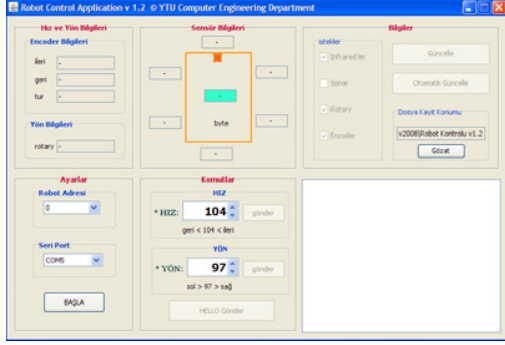 Robot Control Application v 1.2 © YTU Computer Engineering Department
Hız ve Yön Bilgileri
Encoder Bilgileri
ileri -
geri -
tur -
Yön Bilgileri
rotary -
Sensör Bilgileri
-
- -
-
- byte -
-
Bilgiler
istekler
Infraredler
Sonar
Rotary
Encoder
Güncelle
Otomatik Güncelle
Dosya Kayıt Konumu
v2008\Robot Kontrolu v1.2
Gözat
Ayarlar
Robot Adresi
0
Seri Port
COM5
BAŞLA
Komutlar
HIZ
* HIZ: 104 gönder
geri < 104 < ileri
YÖN
* YÖN: 97 gönder
sol > 97 > sağ
HELLO Gönder